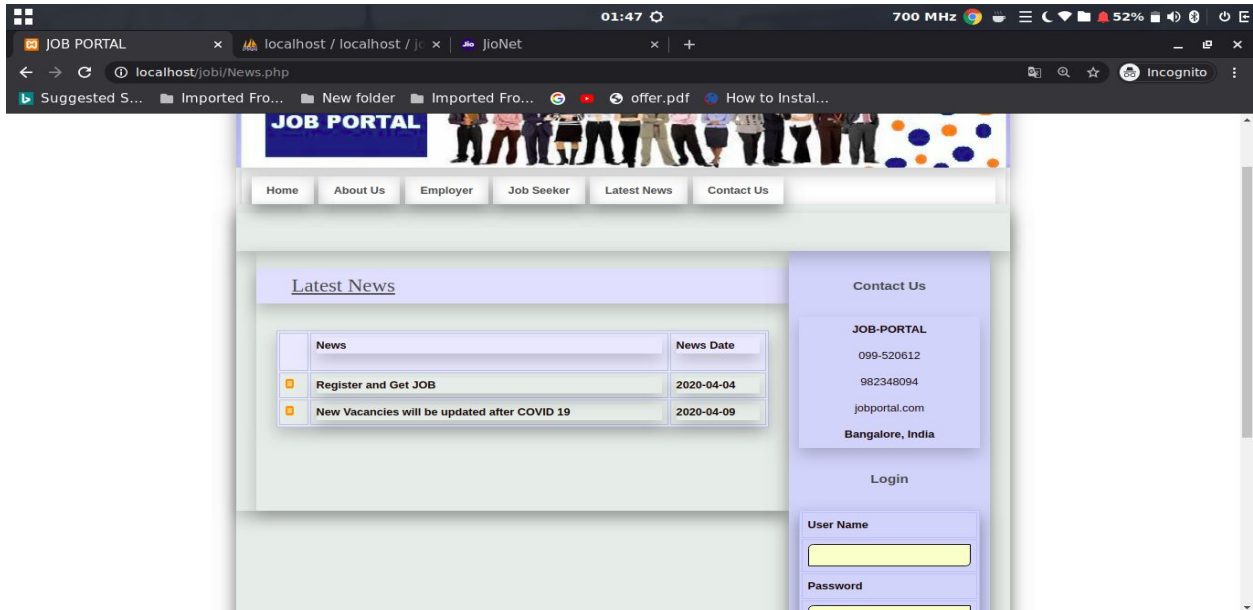 01:47
700 MHz
52%
JOB PORTAL
localhost / localhost / jo
JioNet
localhost/jobi/News.php
Incognito
Suggested S... Imported Fro... New folder Imported Fro... offer.pdf How to Instal...
JOB PORTAL
Home About Us Employer Job Seeker Latest News Contact Us
Latest News
News News Date
Register and Get JOB 2020-04-04
New Vacancies will be updated after COVID 19 2020-04-09
Contact Us
JOB-PORTAL
099-520612
982348094
jobportal.com
Bangalore, India
Login
User Name
Password